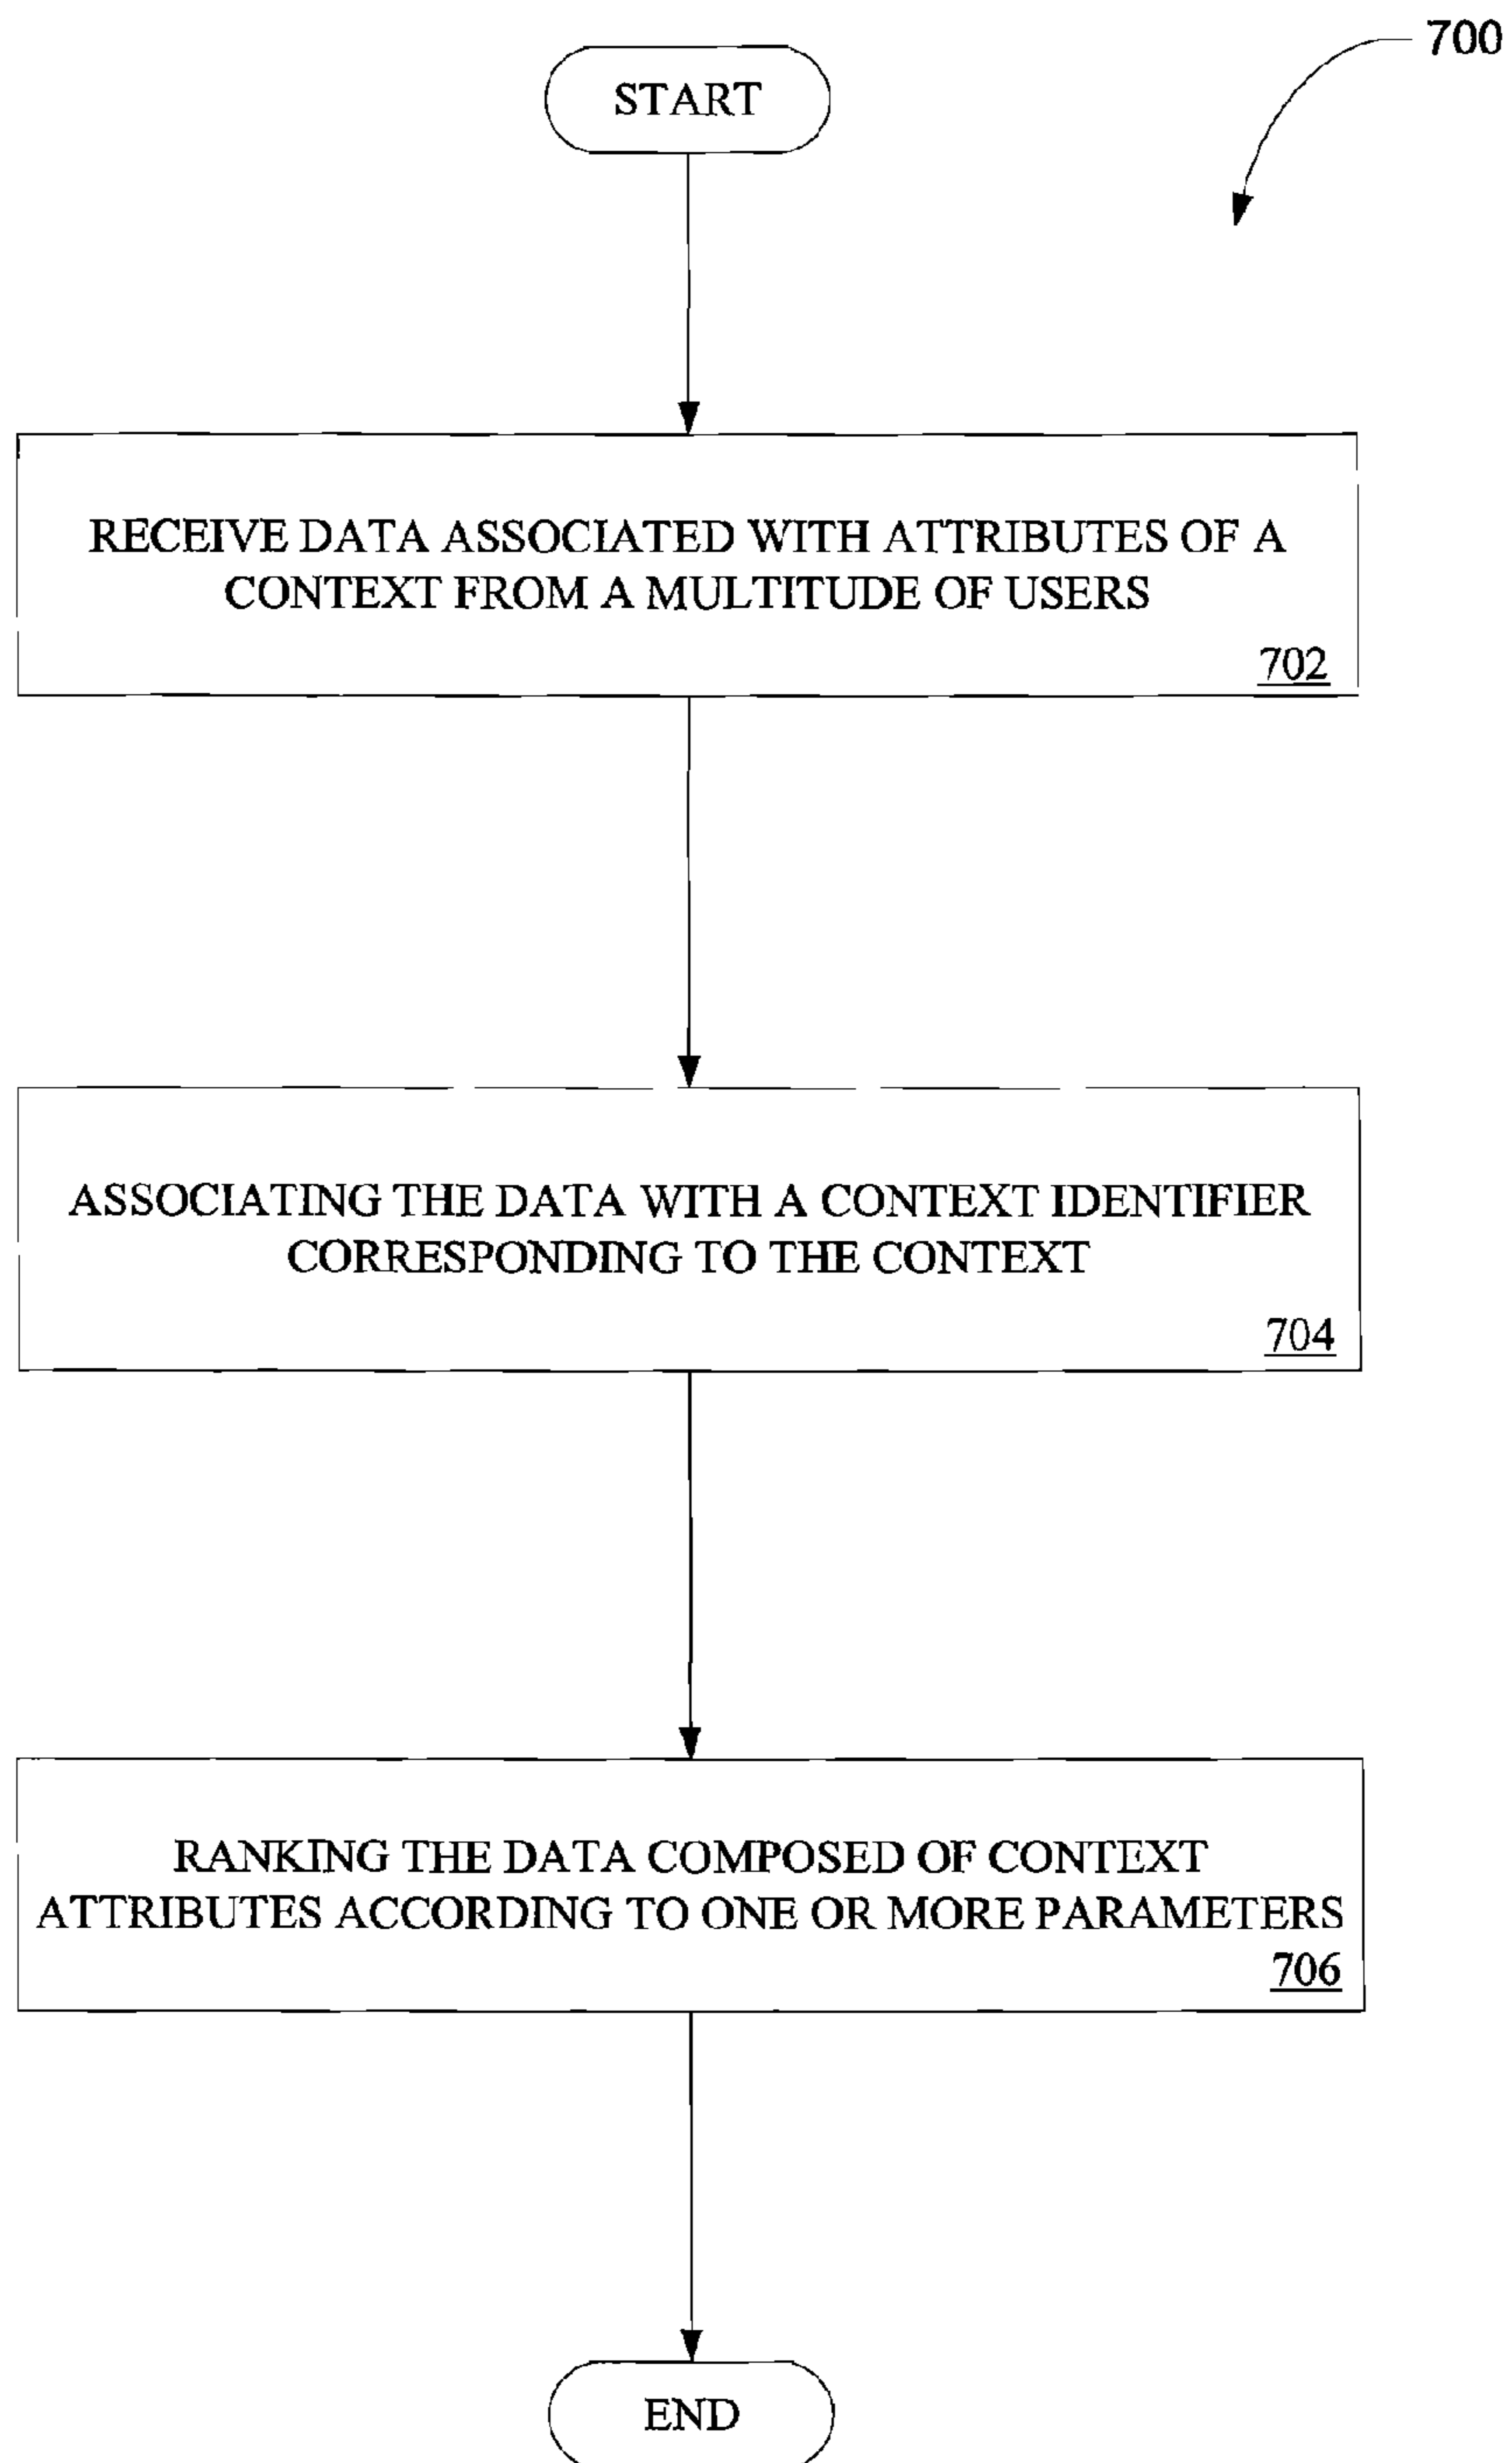 700
START
RECEIVE DATA ASSOCIATED WITH ATTRIBUTES OF A
CONTEXT FROM A MULTITUDE OF USERS
702
ASSOCIATING THE DATA WITH A CONTEXT IDENTIFIER
CORRESPONDING TO THE CONTEXT
704
RANKING THE DATA COMPOSED OF CONTEXT
ATTRIBUTES ACCORDING TO ONE OR MORE PARAMETERS
706
END